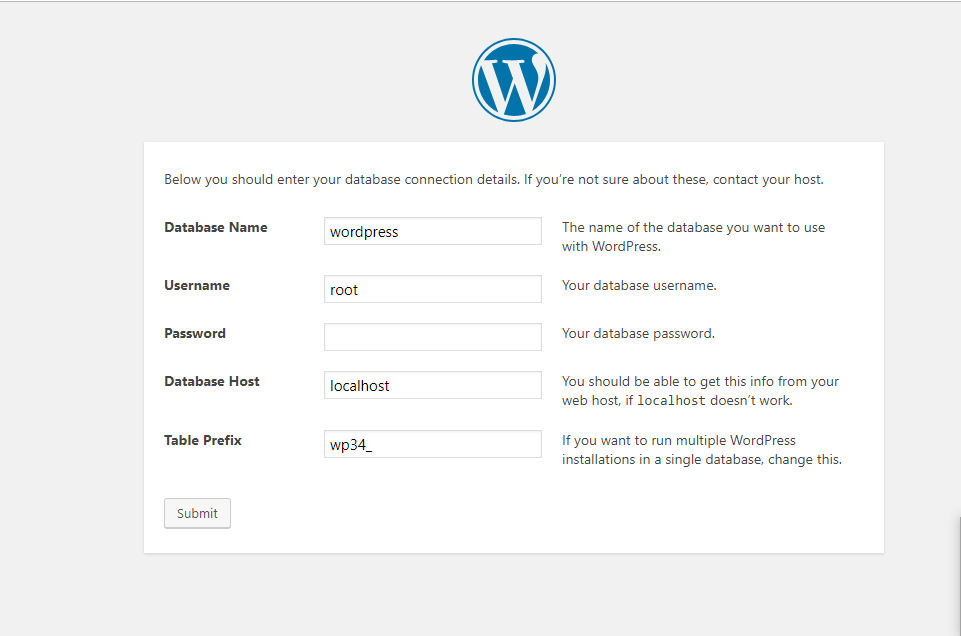 Below you should enter your database connection details. If you’re not sure about these, contact your host.
Database Name
wordpress
The name of the database you want to use
with WordPress.
Username
root
Your database username.
Password
Your database password.
Database Host
localhost
You should be able to get this info from your
web host, if localhost doesn’t work.
Table Prefix
wp34_
If you want to run multiple WordPress
installations in a single database, change this.
Submit